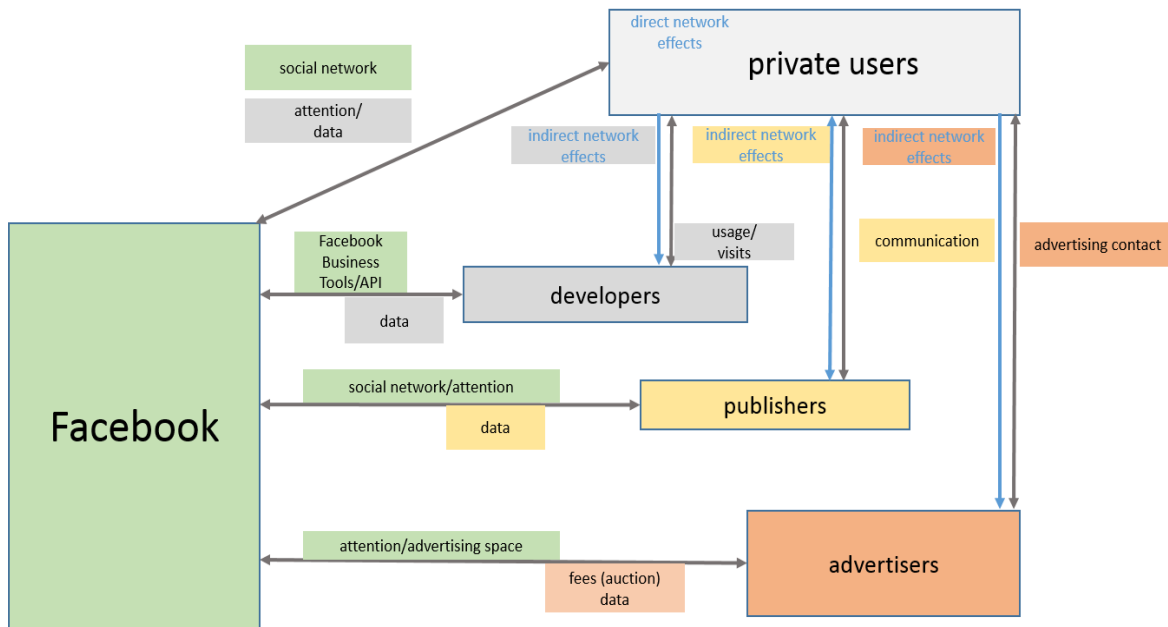 direct network
effects
private users
social network
attention/
data
indirect network
effects
indirect network
effects
indirect network
effects
usage/
visits
communication
advertising contact
Facebook
Business
Tools/API
developers
data
social network/attention
publishers
data
Facebook
attention/advertising space
advertisers
fees (auction)
data